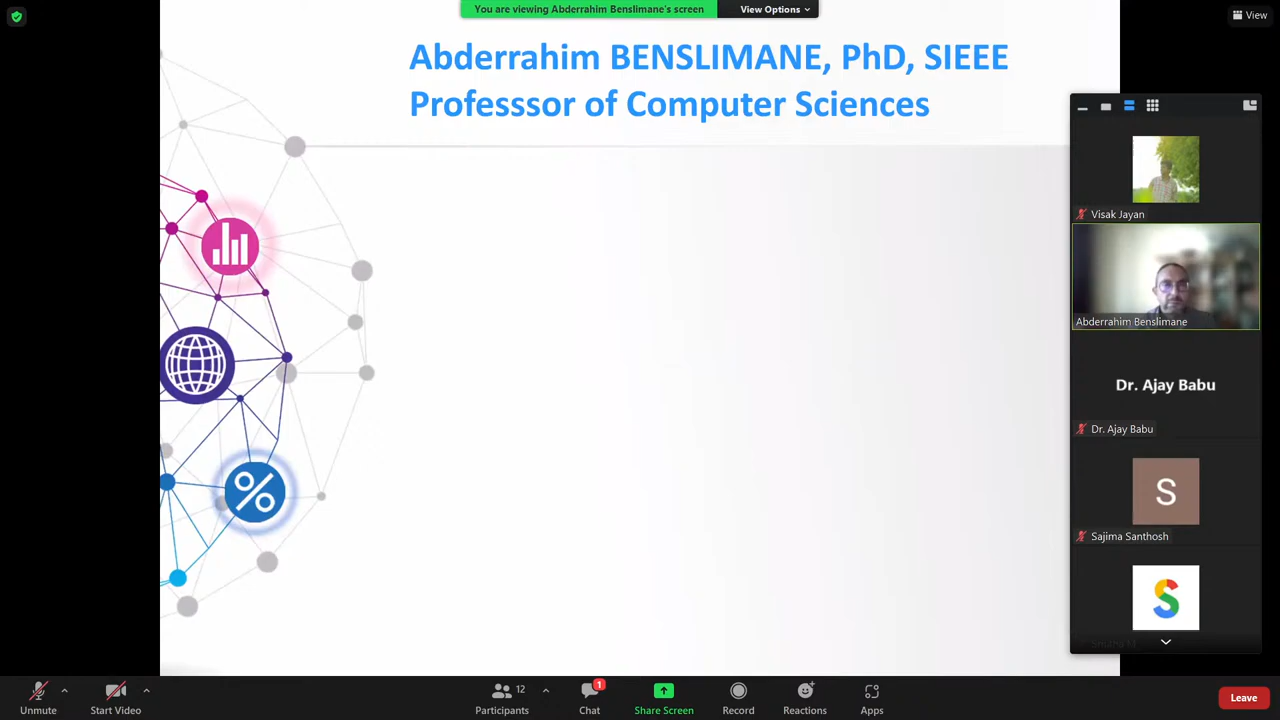 You are viewing Abderrahim Benslimane's screen
View Options
View
Abderrahim BENSLIMANE, PhD, SIEEE
Professsor of Computer Sciences
Visak Jayan
Abderrahim Benslimane
Dr. Ajay Babu
Dr. Ajay Babu
S
Sajima Santhosh
S
%
Unmute
Start Video
Participants
12
Chat
1
Share Screen
Record
Reactions
Apps
Leave